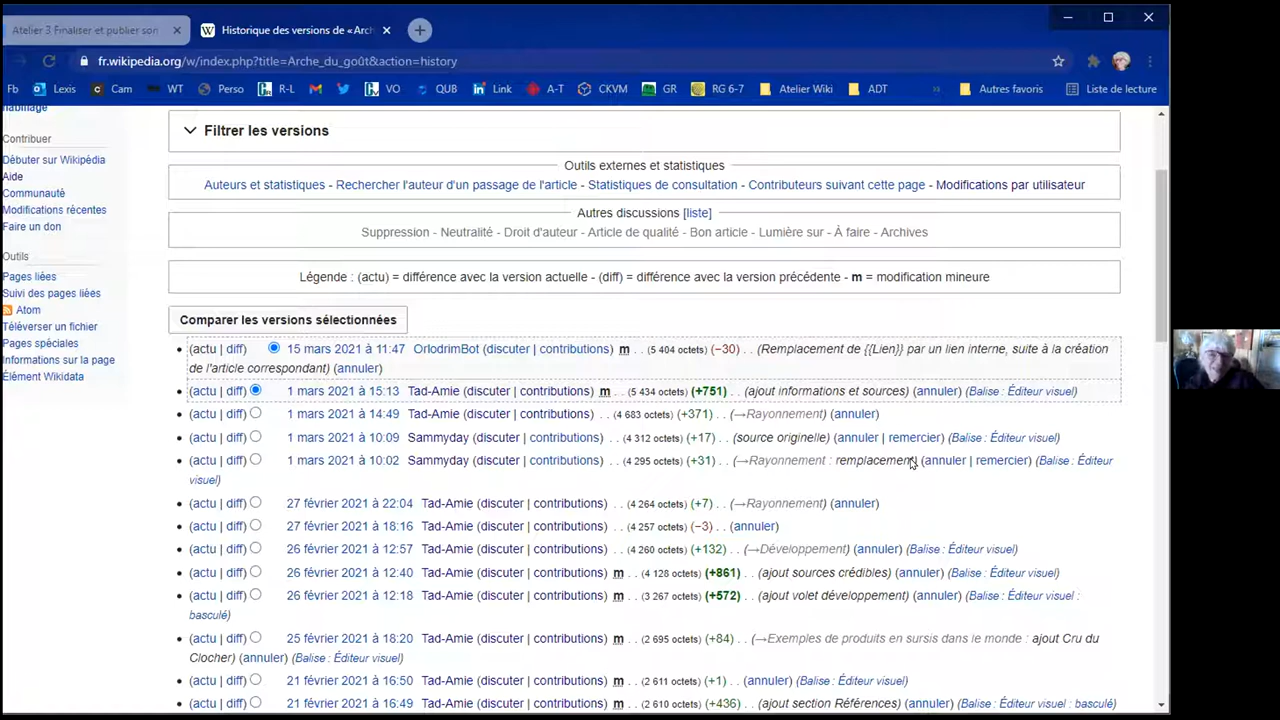 Atelier 3 Finaliser et publier son
Historique des versions de « Arch
fr.wikipedia.org/w/index.php?title=Arche_du_goût&action=history
Fb Lexis Cam WT Perso R-L VO QUB Link A-T CKVM GR RG 6-7 Atelier Wiki ADT » Autres favoris Liste de lecture
habillage
Contribuer
Débuter sur Wikipédia
Aide
Communauté
Modifications récentes
Faire un don
Outils
Pages liées
Suivi des pages liées
Atom
Téléverser un fichier
Pages spéciales
Informations sur la page
Élément Wikidata
Filtrer les versions
Outils externes et statistiques
Auteurs et statistiques - Rechercher l'auteur d'un passage de l'article - Statistiques de consultation - Contributeurs suivant cette page - Modifications par utilisateur
Autres discussions [liste]
Suppression - Neutralité - Droit d'auteur - Article de qualité - Bon article - Lumière sur - À faire - Archives
Légende : (actu) = différence avec la version actuelle - (diff) = différence avec la version précédente - m = modification mineure
Comparer les versions sélectionnées
(actu | diff) 15 mars 2021 à 11:47 OrlodrimBot (discuter | contributions) m . . (5 404 octets) (−30) . . (Remplacement de {{Lien}} par un lien interne, suite à la création
de l'article correspondant) (annuler)
(actu | diff) 1 mars 2021 à 15:13 Tad-Amie (discuter | contributions) m . . (5 434 octets) (+751) . . (ajout informations et sources) (annuler) (Balise : Éditeur visuel)
(actu | diff) 1 mars 2021 à 14:49 Tad-Amie (discuter | contributions) . . (4 683 octets) (+371) . . (→Rayonnement) (annuler)
(actu | diff) 1 mars 2021 à 10:09 Sammyday (discuter | contributions) . . (4 312 octets) (+17) . . (source originelle) (annuler | remercier) (Balise : Éditeur visuel)
(actu | diff) 1 mars 2021 à 10:02 Sammyday (discuter | contributions) . . (4 295 octets) (+31) . . (→Rayonnement : remplacement) (annuler | remercier) (Balise : Éditeur
visuel)
(actu | diff) 27 février 2021 à 22:04 Tad-Amie (discuter | contributions) . . (4 264 octets) (+7) . . (→Rayonnement) (annuler)
(actu | diff) 27 février 2021 à 18:16 Tad-Amie (discuter | contributions) . . (4 257 octets) (−3) . . (annuler)
(actu | diff) 26 février 2021 à 12:57 Tad-Amie (discuter | contributions) . . (4 260 octets) (+132) . . (→Développement) (annuler) (Balise : Éditeur visuel)
(actu | diff) 26 février 2021 à 12:40 Tad-Amie (discuter | contributions) m . . (4 128 octets) (+861) . . (ajout sources crédibles) (annuler) (Balise : Éditeur visuel)
(actu | diff) 26 février 2021 à 12:18 Tad-Amie (discuter | contributions) m . . (3 267 octets) (+572) . . (ajout volet développement) (annuler) (Balise : Éditeur visuel :
basculé)
(actu | diff) 25 février 2021 à 18:20 Tad-Amie (discuter | contributions) m . . (2 695 octets) (+84) . . (→Exemples de produits en sursis dans le monde : ajout Cru du
Clocher) (annuler) (Balise : Éditeur visuel)
(actu | diff) 21 février 2021 à 16:50 Tad-Amie (discuter | contributions) m . . (2 611 octets) (+1) . . (annuler) (Balise : Éditeur visuel)
(actu | diff) 21 février 2021 à 16:49 Tad-Amie (discuter | contributions) m . . (2 610 octets) (+436) . . (ajout section Références) (annuler) (Balise : Éditeur visuel : basculé)